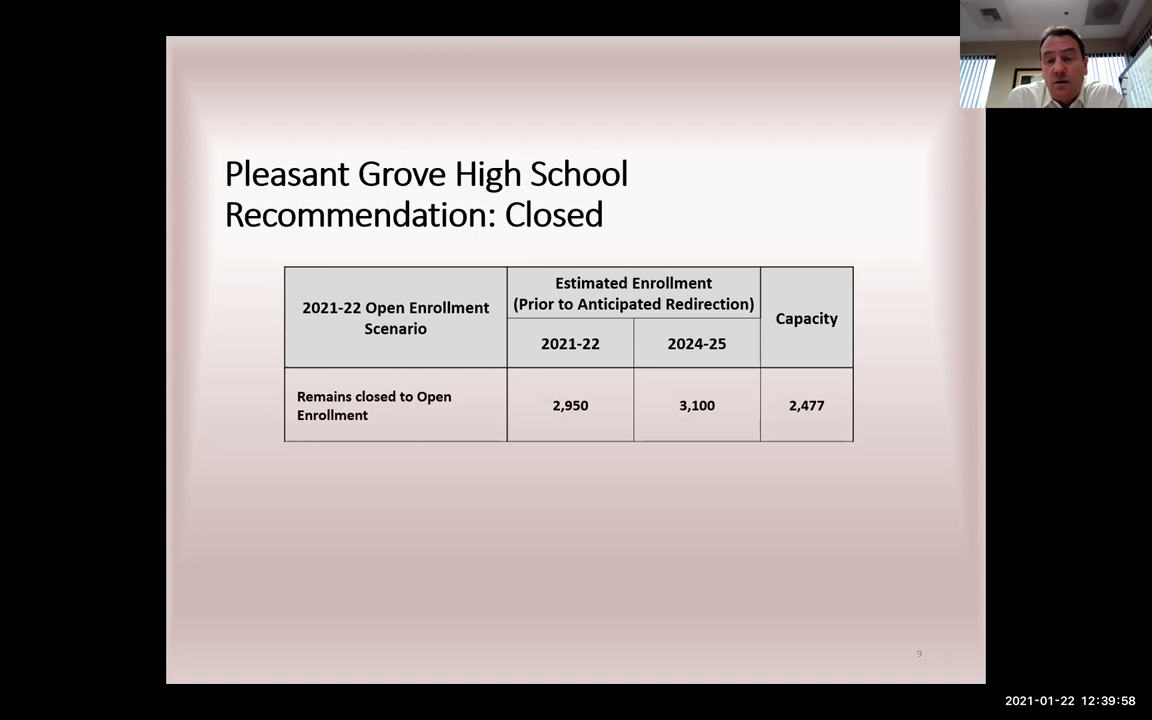 Pleasant Grove High School
Recommendation: Closed
2021-22 Open Enrollment
Scenario
Estimated Enrollment
(Prior to Anticipated Redirection)
Capacity
2021-22
2024-25
Remains closed to Open
Enrollment
2,950
3,100
2,477
9
2021-01-22 12:39:58